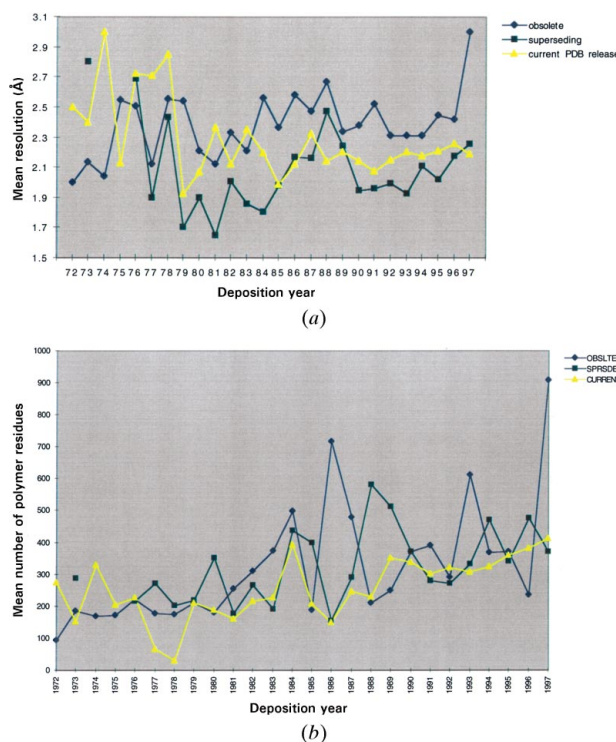 3.1
2.9
2.7
2.5
2.3
2.1
1.9
1.7
1.5
Mean resolution (Å)
72 73 74 75 76 77 78 79 80 81 82 83 84 85 86 87 88 89 90 91 92 93 94 95 96 97
Deposition year
obsolete
superseding
current PDB release
(a)
1000
900
800
700
600
500
400
300
200
100
0
Mean number of polymer residues
1972 1973 1974 1975 1976 1977 1978 1979 1980 1981 1982 1983 1984 1985 1986 1987 1988 1989 1990 1991 1992 1993 1994 1995 1996 1997
Deposition year
OBSLTE
SPRSDE
CURREN
(b)